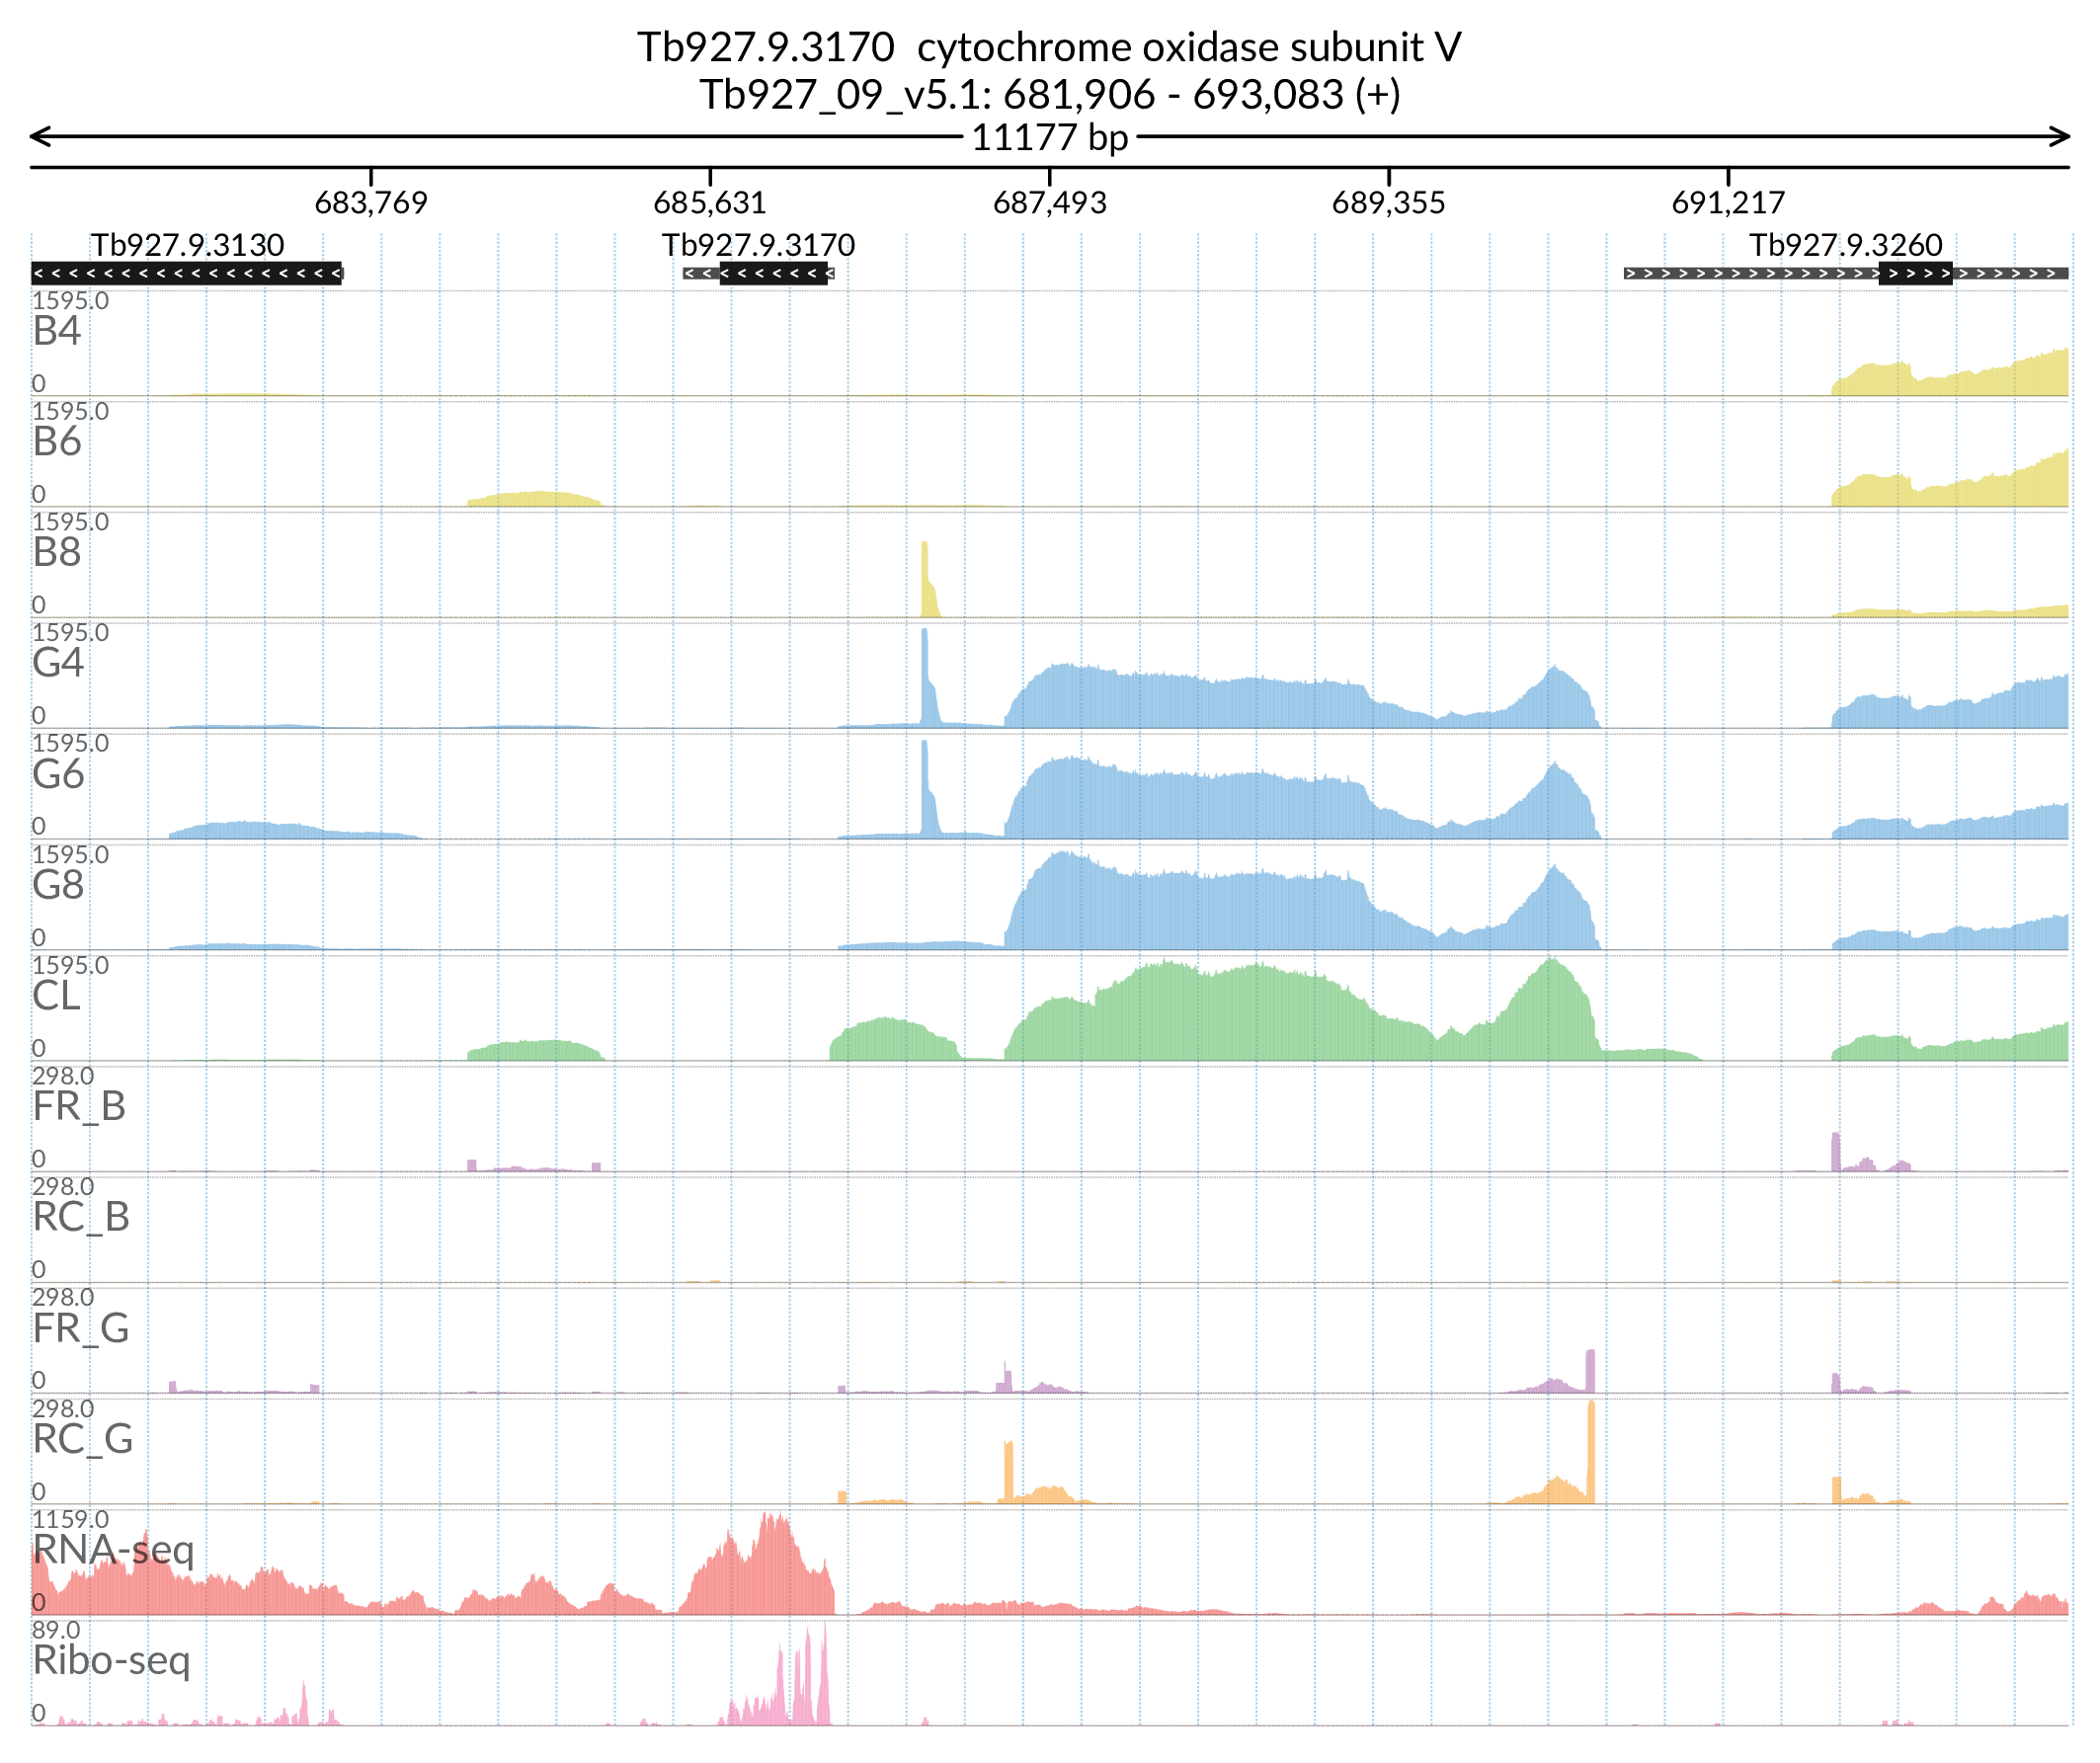 Tb927.9.3170  cytochrome oxidase subunit V
Tb927_09_v5.1: 681,906 - 693,083 (+)
11177 bp
683,769 685,631 687,493 689,355 691,217
Tb927.9.3130 Tb927.9.3170 Tb927.9.3260
1595.0
B4
0
1595.0
B6
0
1595.0
B8
0
1595.0
G4
0
1595.0
G6
0
1595.0
G8
0
1595.0
CL
0
298.0
FR_B
0
298.0
RC_B
0
298.0
FR_G
0
298.0
RC_G
0
1159.0
RNA-seq
0
89.0
Ribo-seq
0